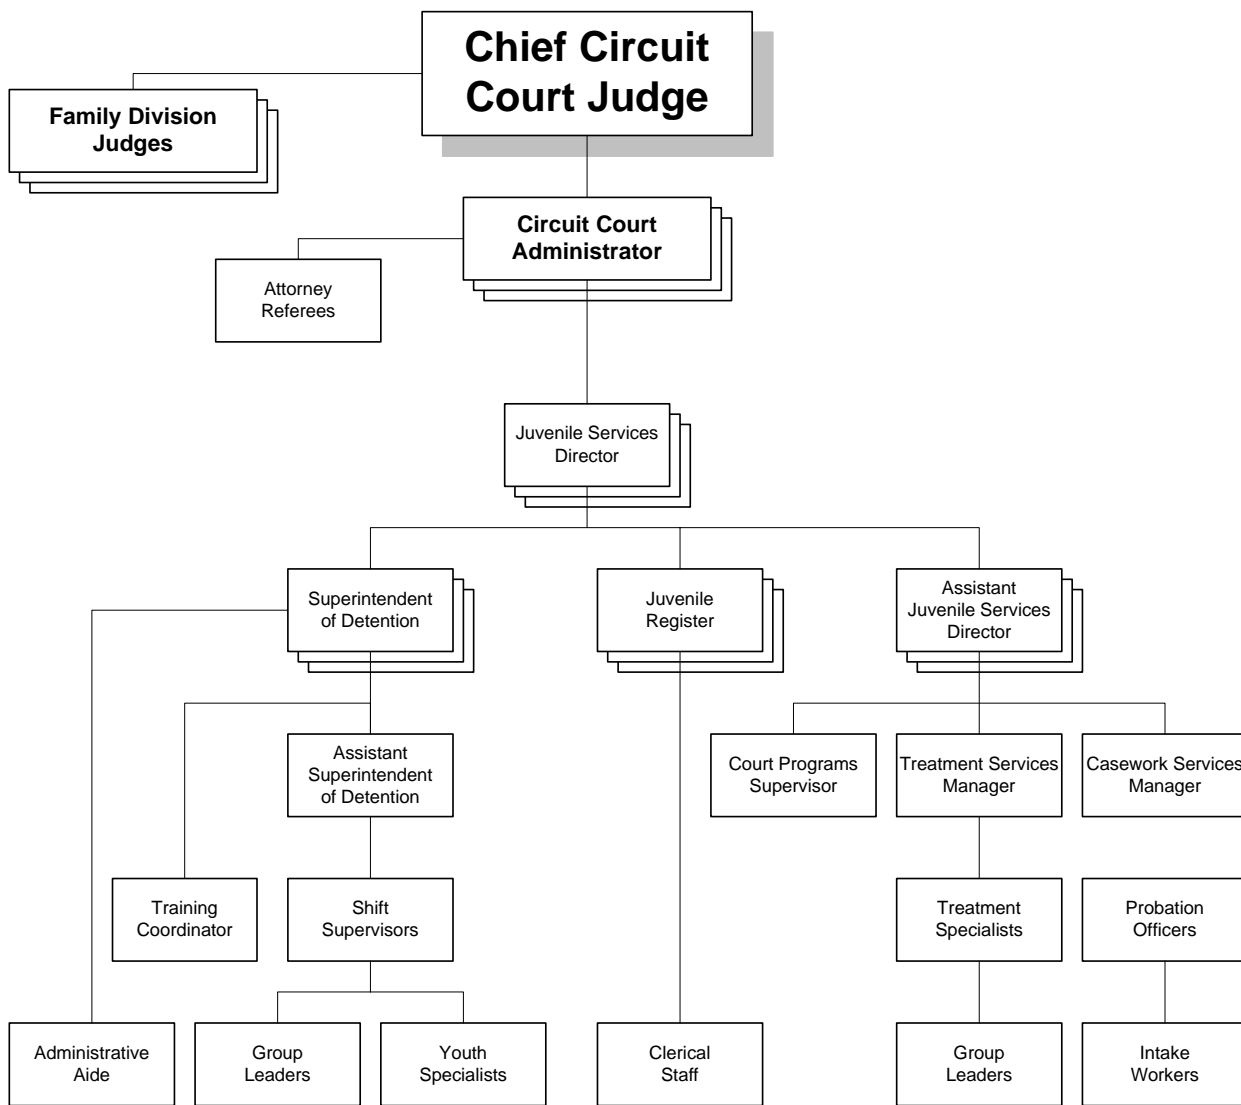 Chief Circuit
Court Judge
Family Division
Judges
Circuit Court
Administrator
Attorney
Referees
Juvenile Services
Director
Superintendent
of Detention
Juvenile
Register
Assistant
Juvenile Services
Director
Assistant
Superintendent
of Detention
Court Programs
Supervisor
Treatment Services
Manager
Casework Services
Manager
Training
Coordinator
Shift
Supervisors
Treatment
Specialists
Probation
Officers
Administrative
Aide
Group
Leaders
Youth
Specialists
Clerical
Staff
Group
Leaders
Intake
Workers